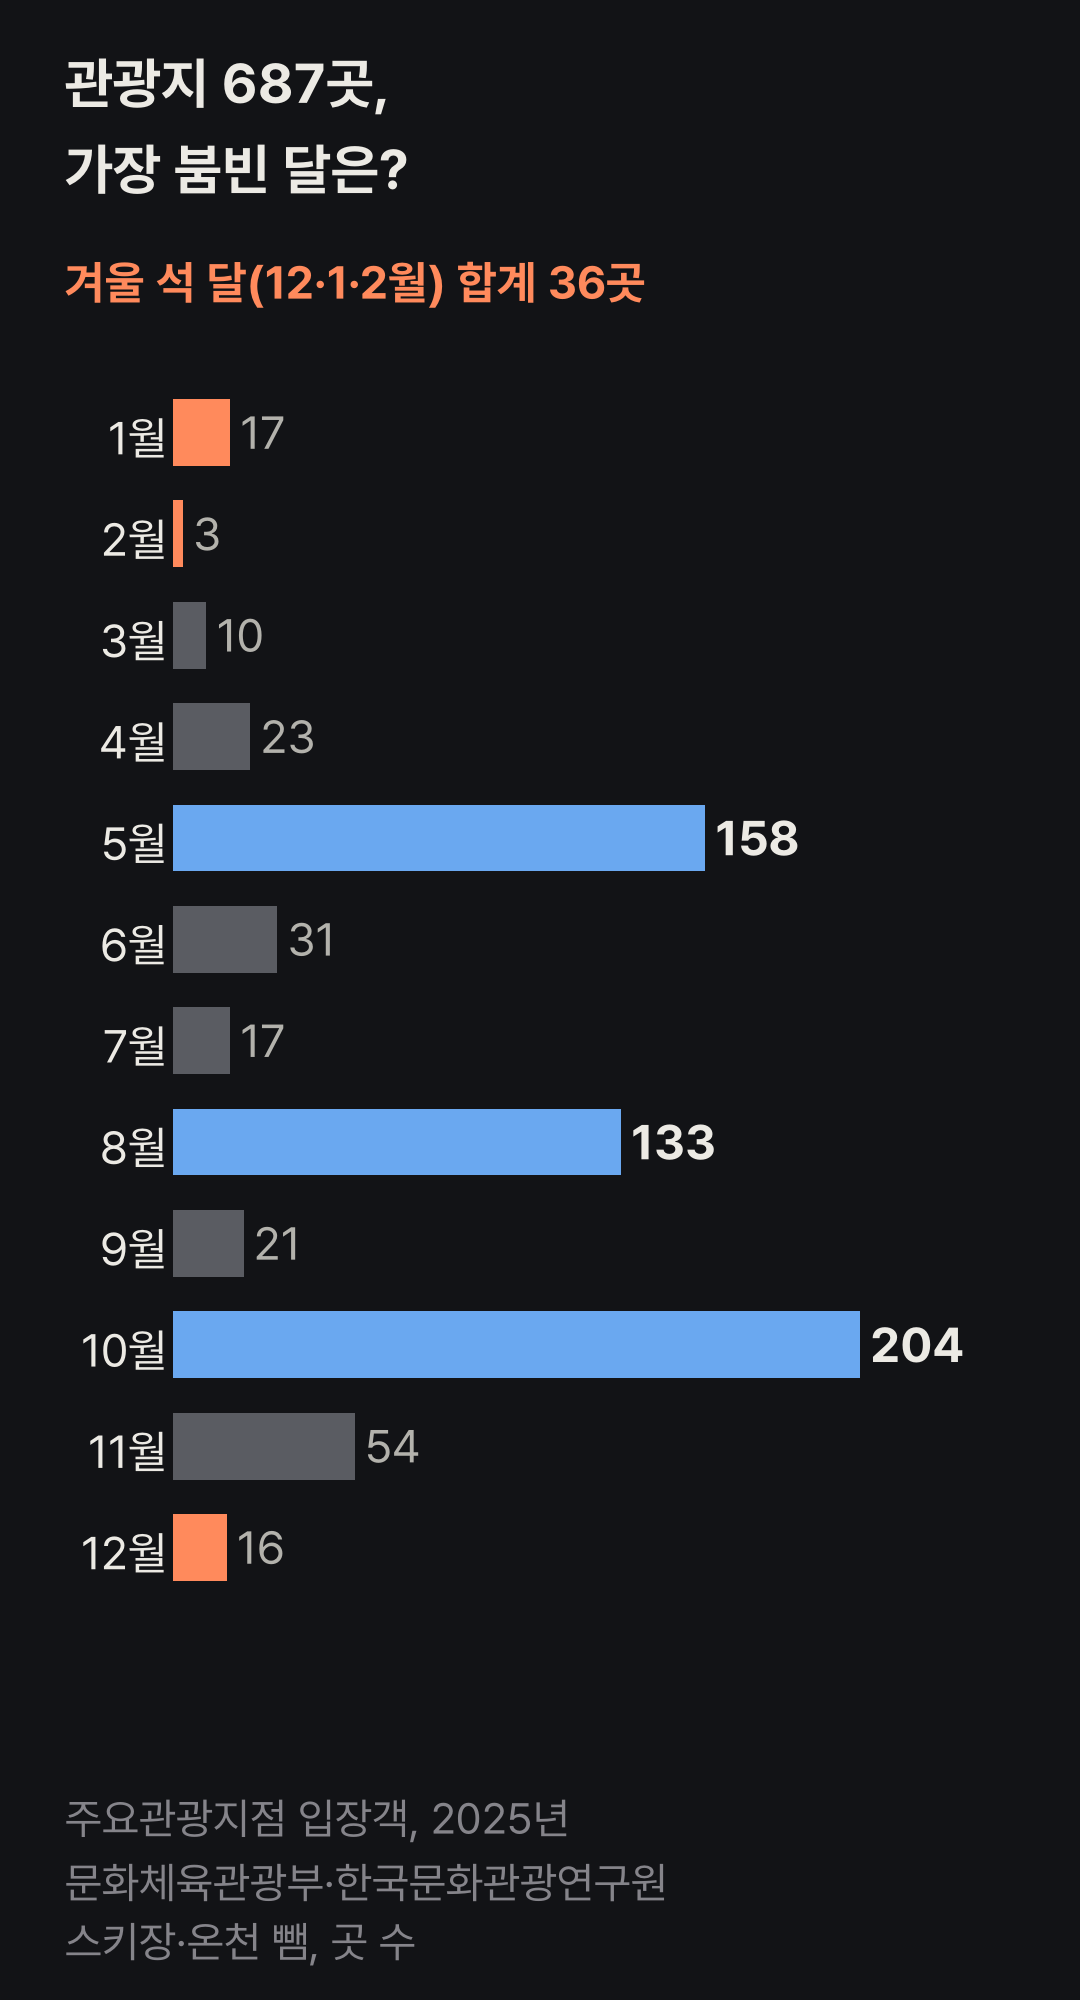 관광지 687곳,
가장 붐빈 달은?
겨울 석 달(12·1·2월) 합계 36곳
1월 17
2월 3
3월 10
4월 23
5월 158
6월 31
7월 17
8월 133
9월 21
10월 204
11월 54
12월 16
주요관광지점 입장객, 2025년
문화체육관광부·한국문화관광연구원
스키장·온천 뺌, 곳 수